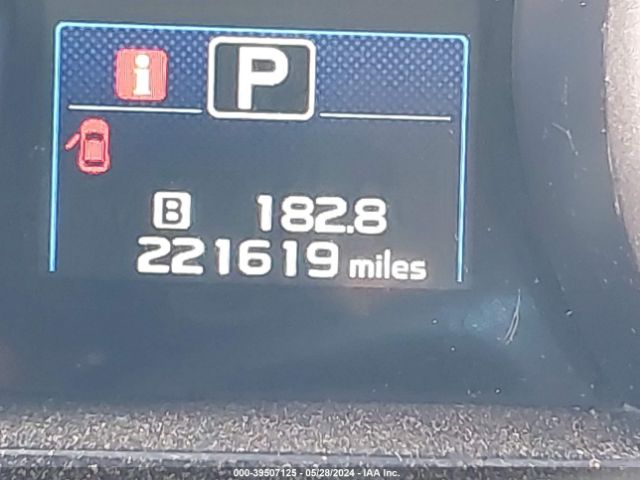 i P
B 182.8
221619 miles
000-39507125 - 05/28/2024 - IAA Inc.